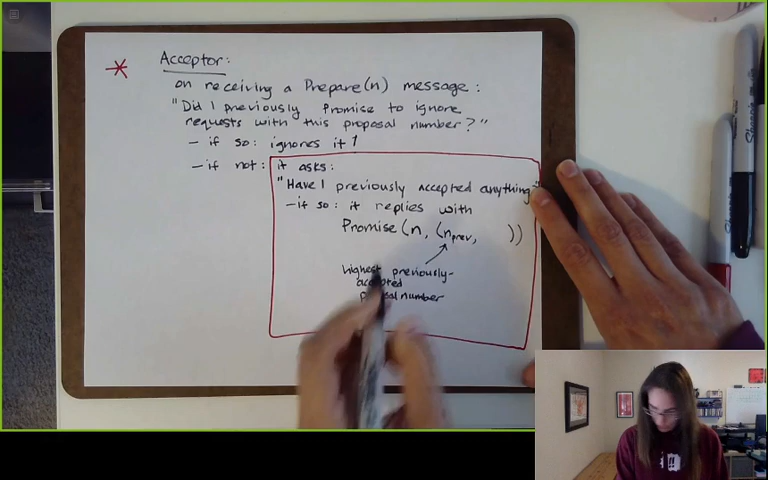 Acceptor:
on receiving a Prepare(n) message:
"Did I previously Promise to ignore
requests with this proposal number?"
- if so: ignores it!
- if not: it asks:
"Have I previously accepted anything?"
- if so: it replies with
Promise(n, (nprev, ))
highest previously-
accepted
number
Sharpie